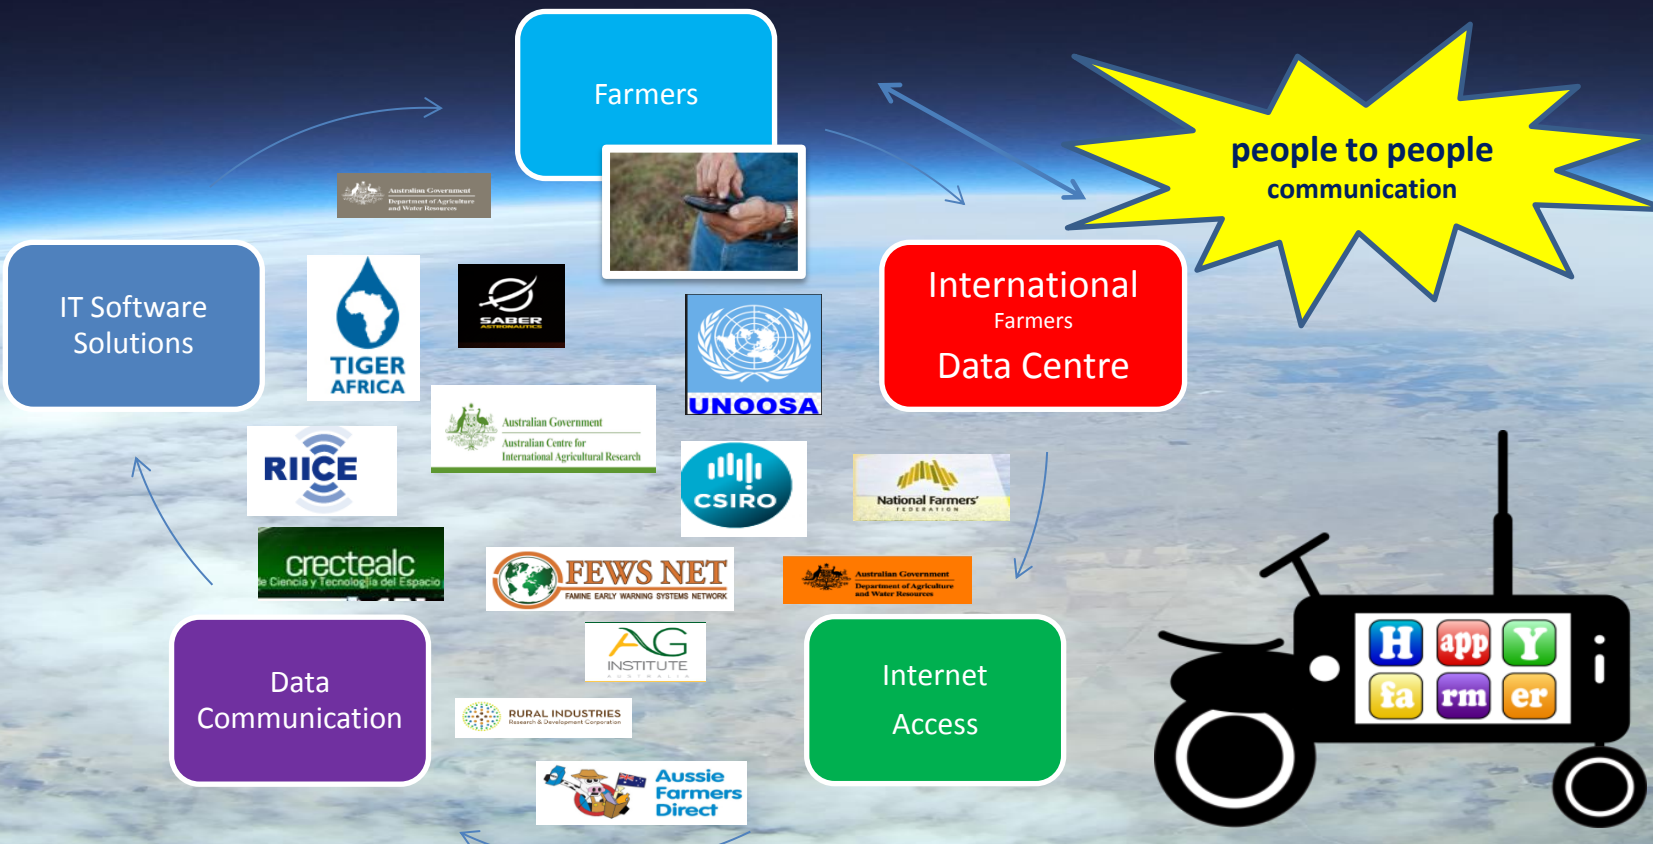 Farmers
people to people
communication
Australian Government
Department of Agriculture
and Water Resources
IT Software
Solutions
TIGER
AFRICA
SABER
ASTRONAUTICS
UNOOSA
International
Farmers
Data Centre
Australian Government
Australian Centre for
International Agricultural Research
RIICE
CSIRO
National Farmers'
FEDERATION
crectealc
de Ciencia y Tecnología del Espacio
FEWS NET
FAMINE EARLY WARNING SYSTEMS NETWORK
Australian Government
Department of Agriculture
and Water Resources
AG
INSTITUTE
AUSTRALIA
Data
Communication
Internet
Access
RURAL INDUSTRIES
Research & Development Corporation
Aussie
Farmers
Direct
H app Y
fa rm er